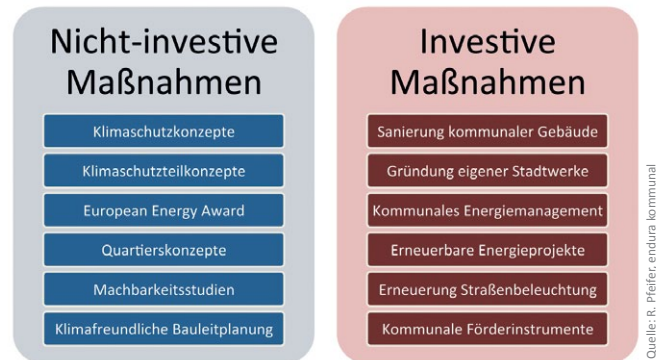 Nicht-investive
Maßnahmen
Klimaschutzkonzepte
Klimaschutzteilkonzepte
European Energy Award
Quartierskonzepte
Machbarkeitsstudien
Klimafreundliche Bauleitplanung
Investive
Maßnahmen
Sanierung kommunaler Gebäude
Gründung eigener Stadtwerke
Kommunales Energiemanagement
Erneuerbare Energieprojekte
Erneuerung Straßenbeleuchtung
Kommunale Förderinstrumente
Quelle: R. Pfeifer, endura kommunal